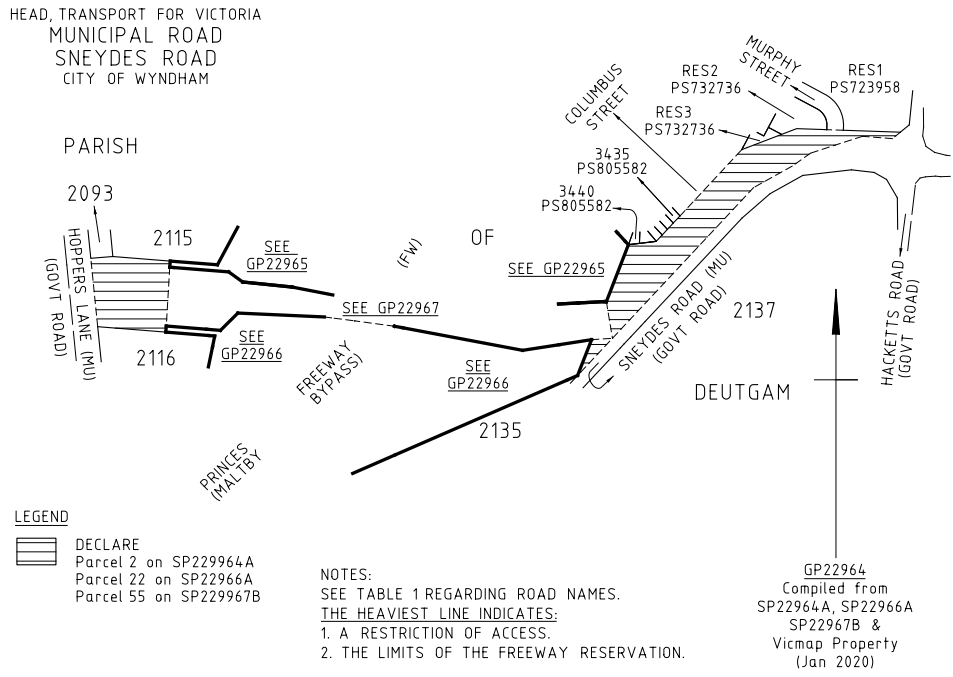 HEAD, TRANSPORT FOR VICTORIA
MUNICIPAL ROAD
SNEYDES ROAD
CITY OF WYNDHAM
PARISH
OF
DEUTGAM
2093
2115
HOPPERS LANE (MU)
(GOVT ROAD)
2116
SEE
GP22965
SEE
GP22966
(FW)
SEE GP22967
FREEWAY
BYPASS)
PRINCES
(MALTBY
SEE
GP22966
2135
SEE GP22965
COLUMBUS
STREET
3435
PS805582
3440
PS805582
RES2
PS732736
RES3
PS732736
MURPHY
STREET
RES1
PS723958
SNEYDES ROAD (MU)
(GOVT ROAD)
2137
HACKETTS ROAD
(GOVT ROAD)
LEGEND
DECLARE
Parcel 2 on SP229964A
Parcel 22 on SP22966A
Parcel 55 on SP229967B
NOTES:
SEE TABLE 1 REGARDING ROAD NAMES.
THE HEAVIEST LINE INDICATES:
1. A RESTRICTION OF ACCESS.
2. THE LIMITS OF THE FREEWAY RESERVATION.
GP22964
Compiled from
SP22964A, SP22966A
SP22967B &
Vicmap Property
(Jan 2020)